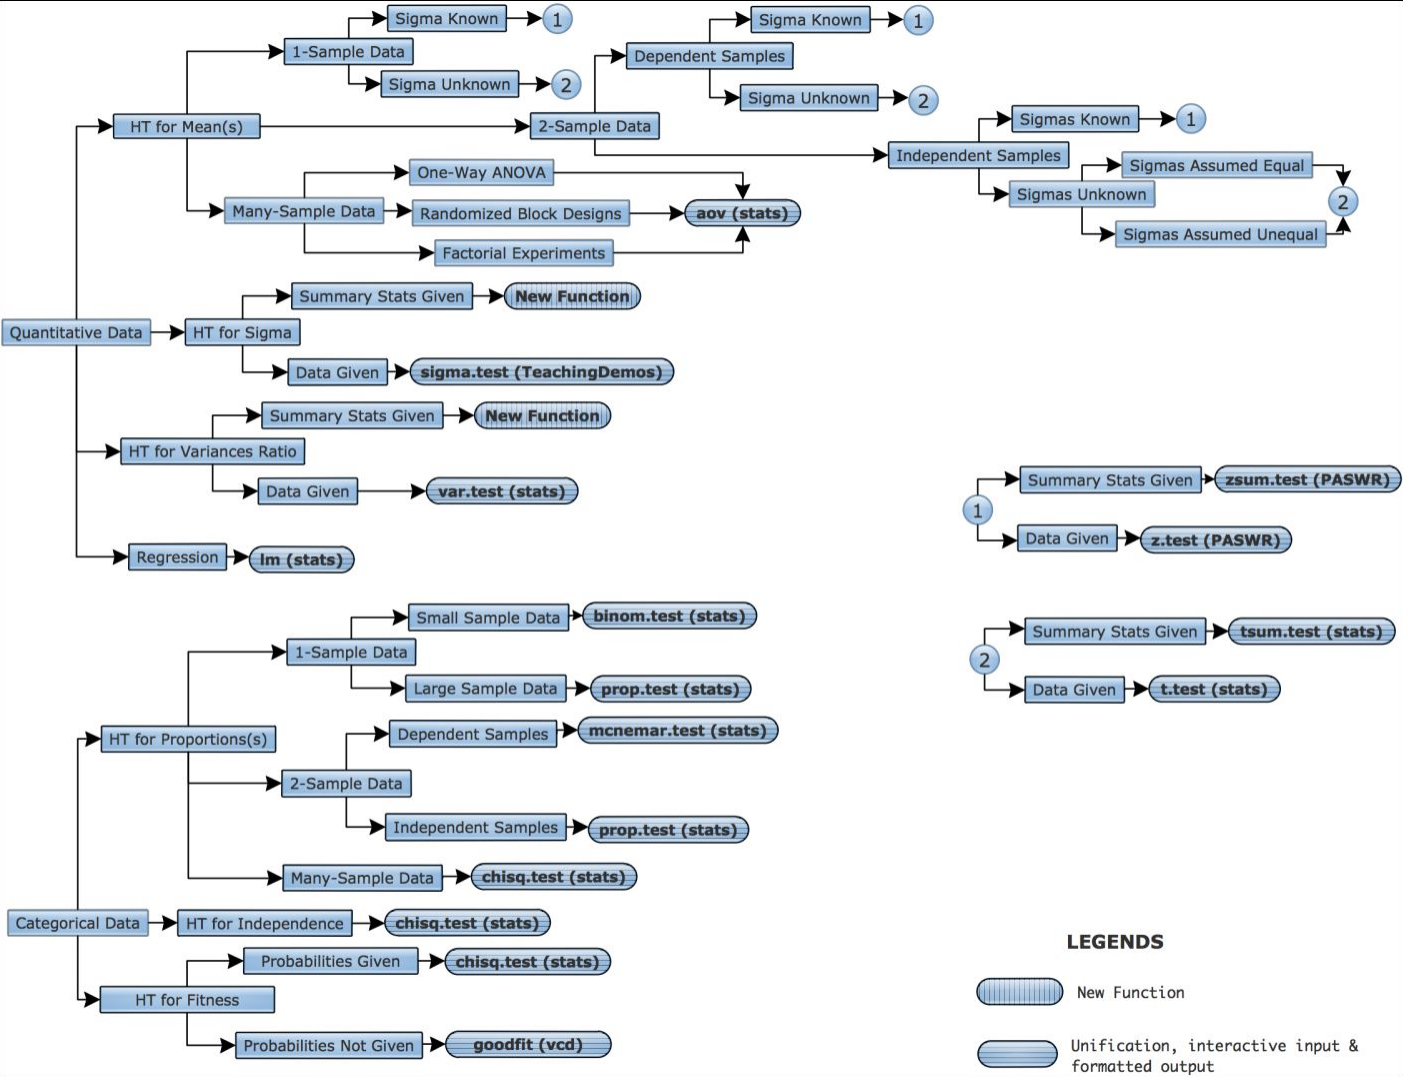 Sigma Known
1
1-Sample Data
Sigma Unknown
2
Sigma Known
1
Dependent Samples
Sigma Unknown
2
HT for Mean(s)
2-Sample Data
Sigmas Known
1
Independent Samples
Sigmas Assumed Equal
Sigmas Unknown
2
Sigmas Assumed Unequal
One-Way ANOVA
Many-Sample Data
Randomized Block Designs
aov (stats)
Factorial Experiments
Summary Stats Given
New Function
Quantitative Data
HT for Sigma
Data Given
sigma.test (TeachingDemos)
Summary Stats Given
New Function
HT for Variances Ratio
Data Given
var.test (stats)
Regression
lm (stats)
1
Summary Stats Given
zsum.test (PASWR)
Data Given
z.test (PASWR)
2
Summary Stats Given
tsum.test (stats)
Data Given
t.test (stats)
Small Sample Data
binom.test (stats)
1-Sample Data
Large Sample Data
prop.test (stats)
HT for Proportions(s)
Dependent Samples
mcnemar.test (stats)
2-Sample Data
Independent Samples
prop.test (stats)
Many-Sample Data
chisq.test (stats)
Categorical Data
HT for Independence
chisq.test (stats)
Probabilities Given
chisq.test (stats)
HT for Fitness
Probabilities Not Given
goodfit (vcd)
LEGENDS
New Function
Unification, interactive input &
formatted output